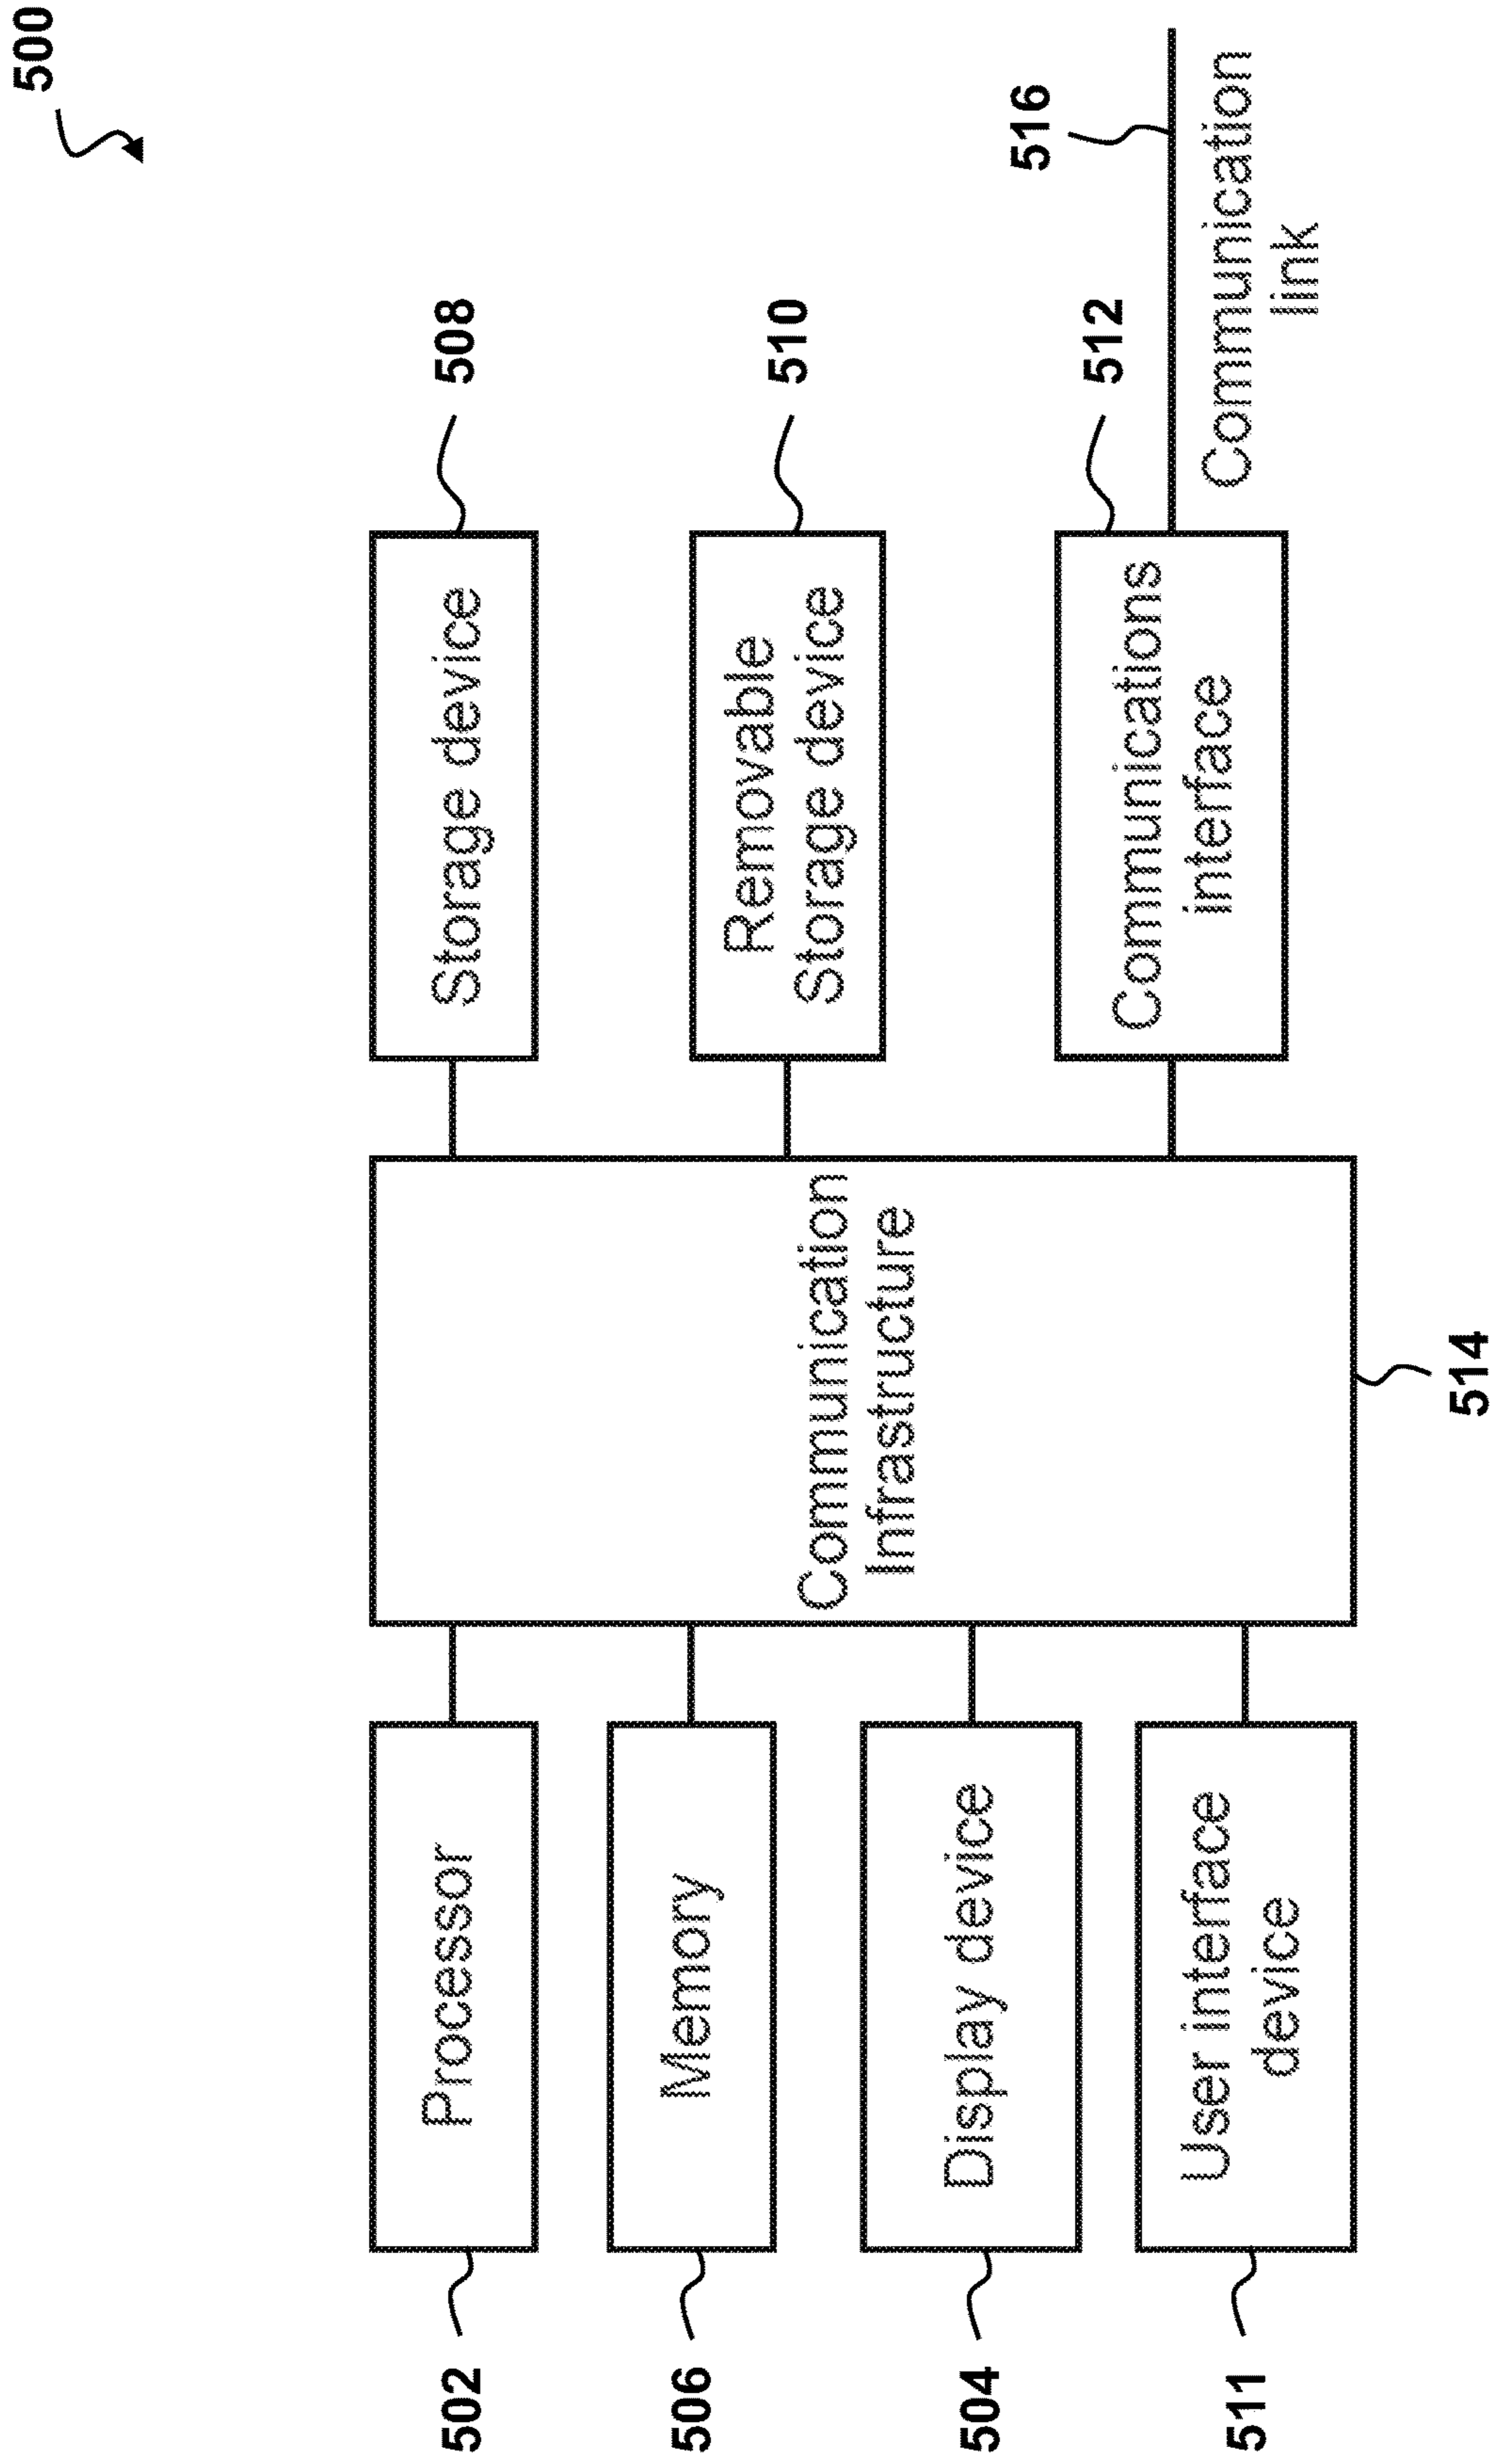 500
502
Processor
506
Memory
504
Display device
511
User interface
device
Communication
Infrastructure
514
Storage device
508
Removable
Storage device
510
Communications
interface
512
516
Communication
link